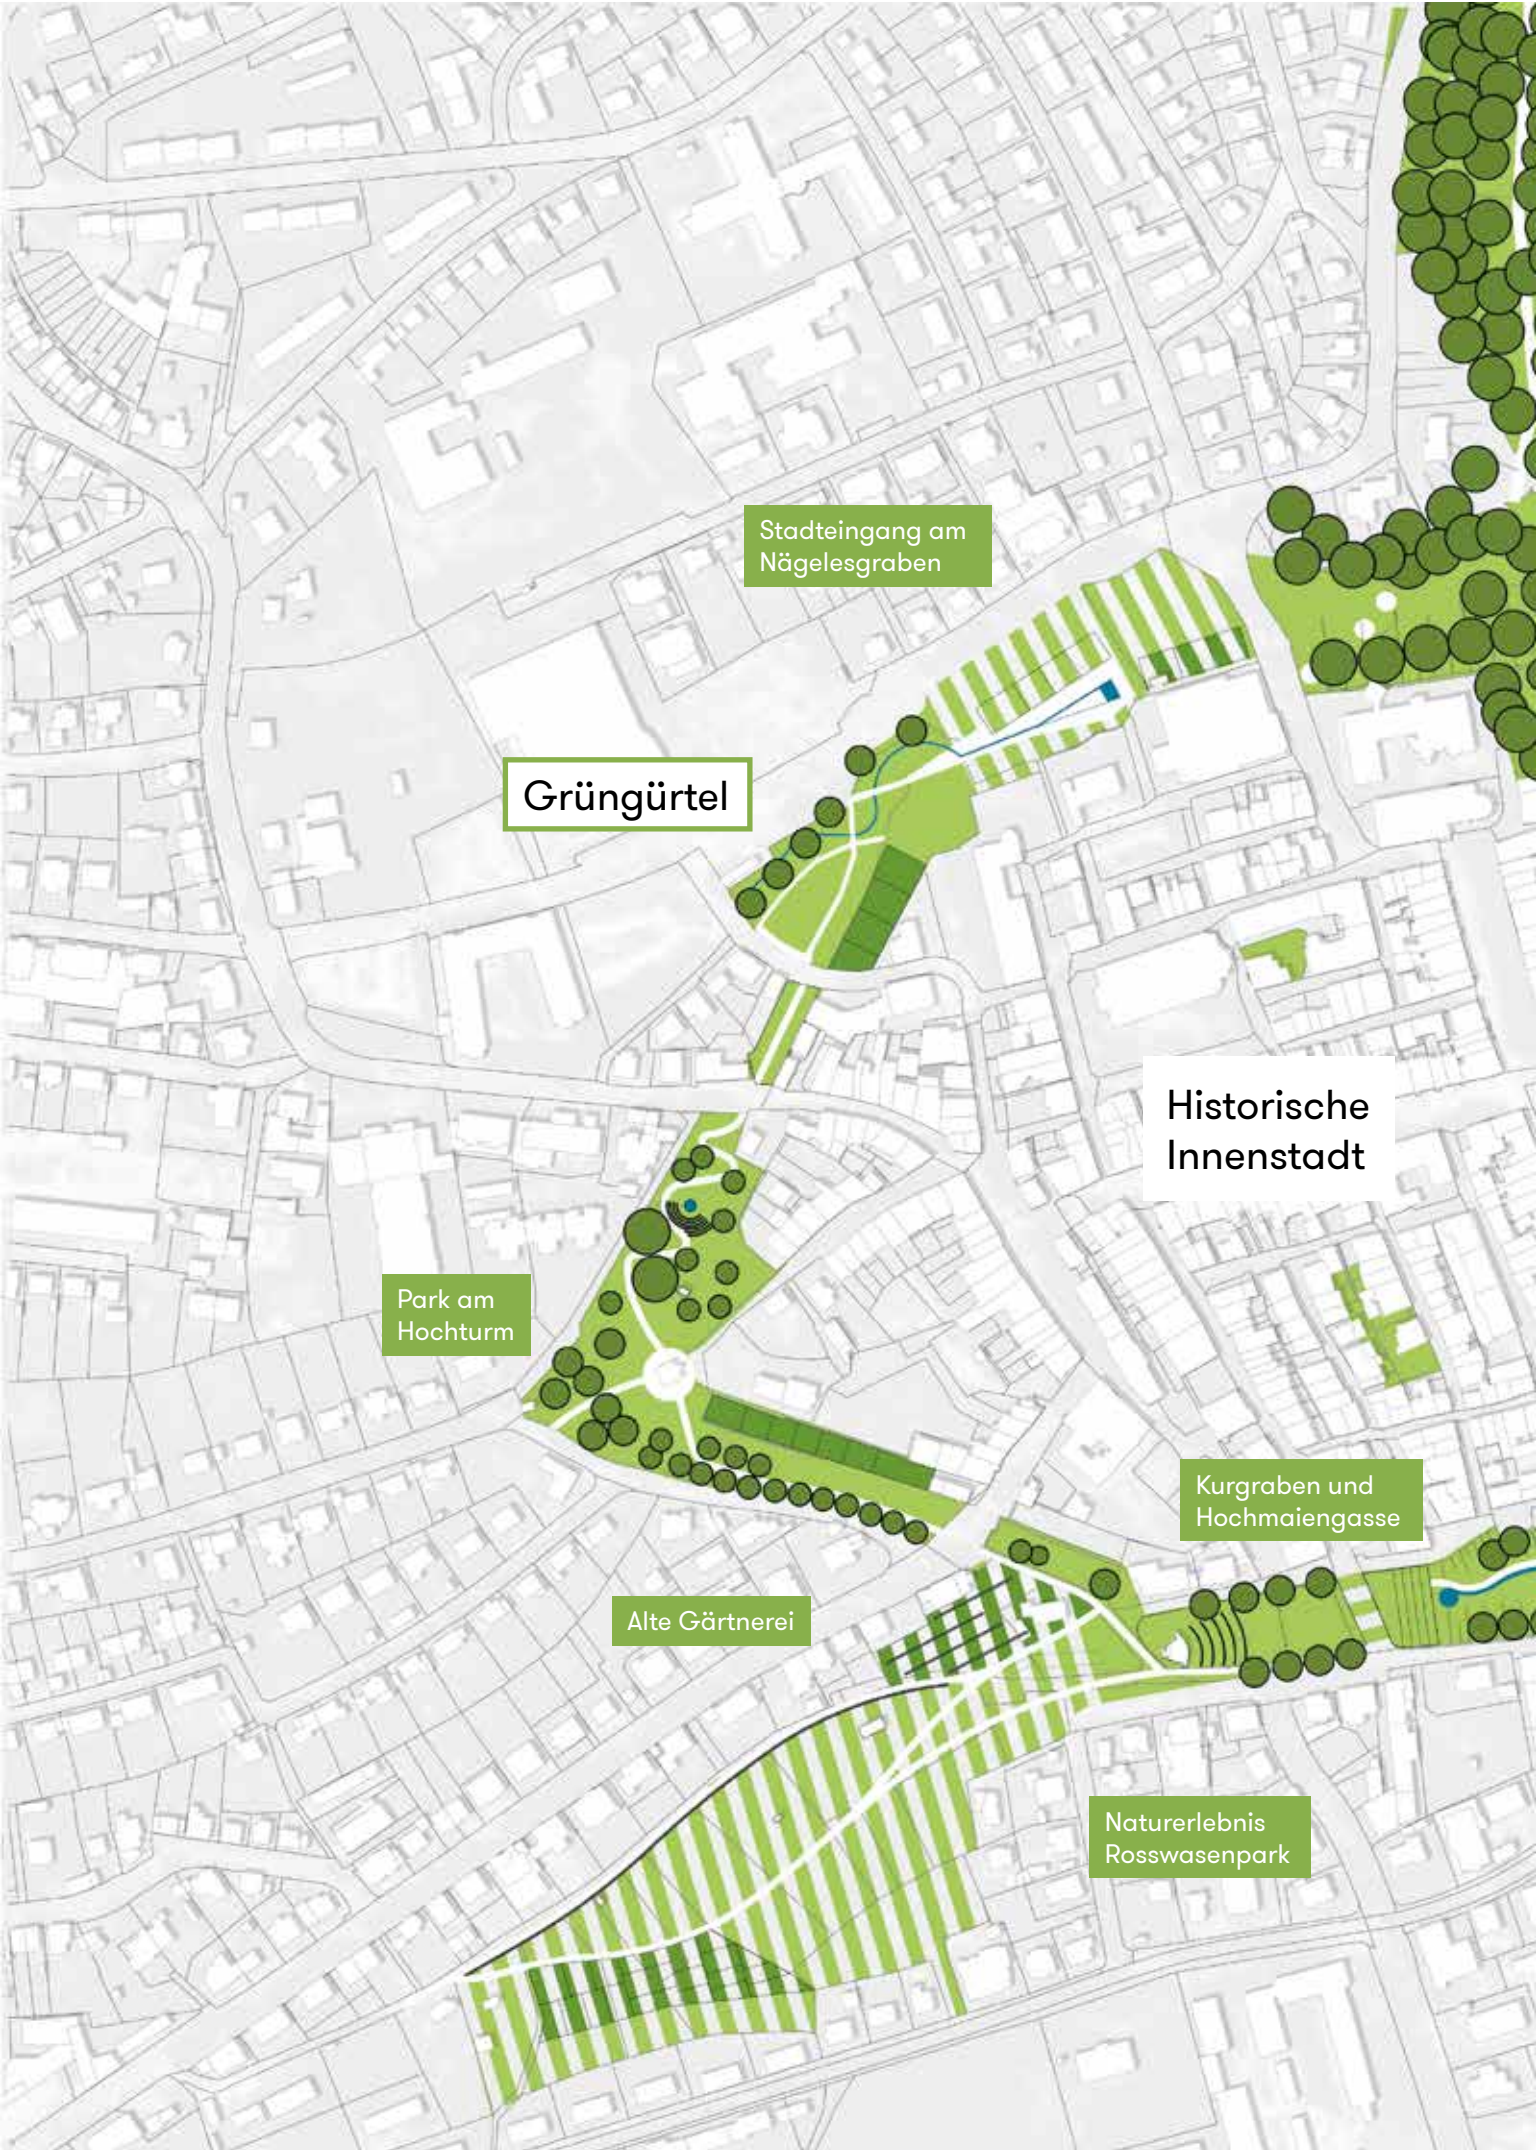 Stadteingang am
Nägelesgraben
Grüngürtel
Historische
Innenstadt
Park am
Hochturm
Kurgraben und
Hochmaiengasse
Alte Gärtnerei
Naturerlebnis
Rosswasenpark